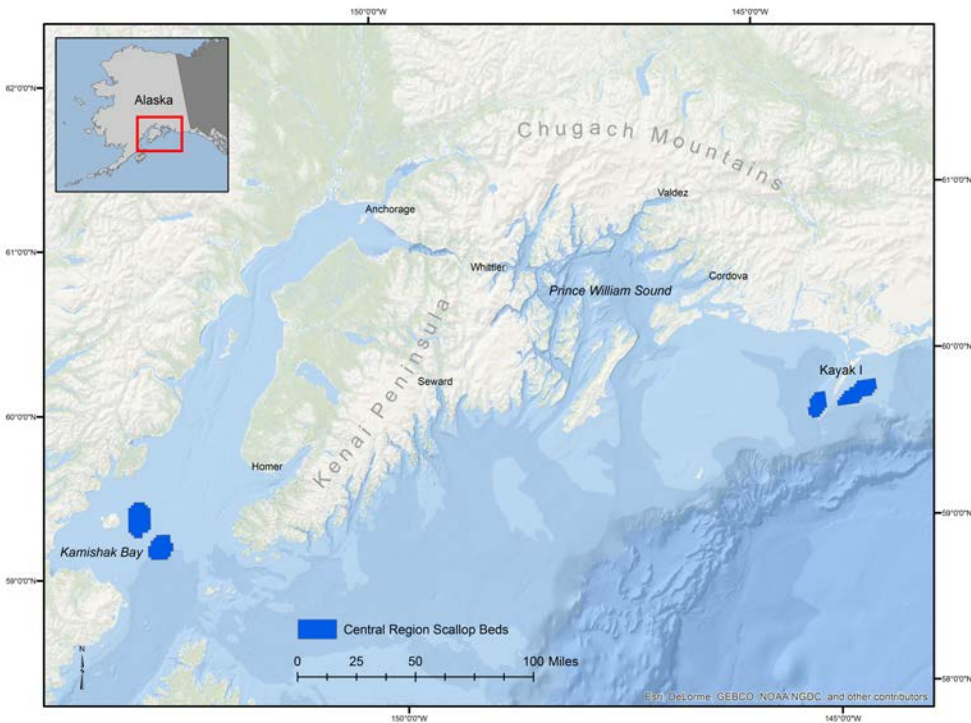 150°0'0"W
145°0'0"W
Alaska
62°0'0"N
Chugach Mountains
61°0'0"N
Valdez
Anchorage
61°0'0"N
Whittier
Cordova
Prince William Sound
60°0'0"N
Kenai Peninsula
Kayak I
Seward
60°0'0"N
Homer
59°0'0"N
Kamishak Bay
59°0'0"N
N
Central Region Scallop Beds
0 25 50 100 Miles
58°0'0"N
Esri, DeLorme, GEBCO, NOAA NGDC, and other contributors
150°0'0"W
145°0'0"W